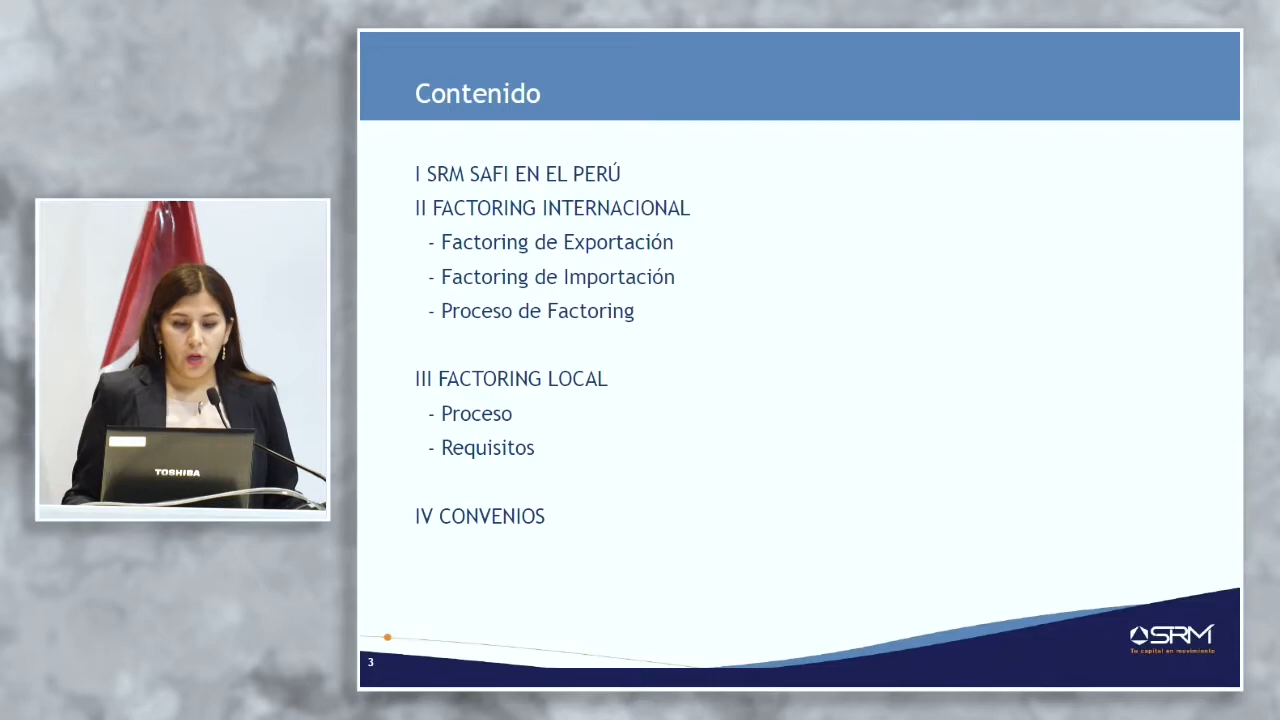 Contenido
I SRM SAFI EN EL PERÚ
II FACTORING INTERNACIONAL
- Factoring de Exportación
- Factoring de Importación
- Proceso de Factoring
III FACTORING LOCAL
- Proceso
- Requisitos
IV CONVENIOS
TOSHIBA
SRM
Tu capital en movimiento
3